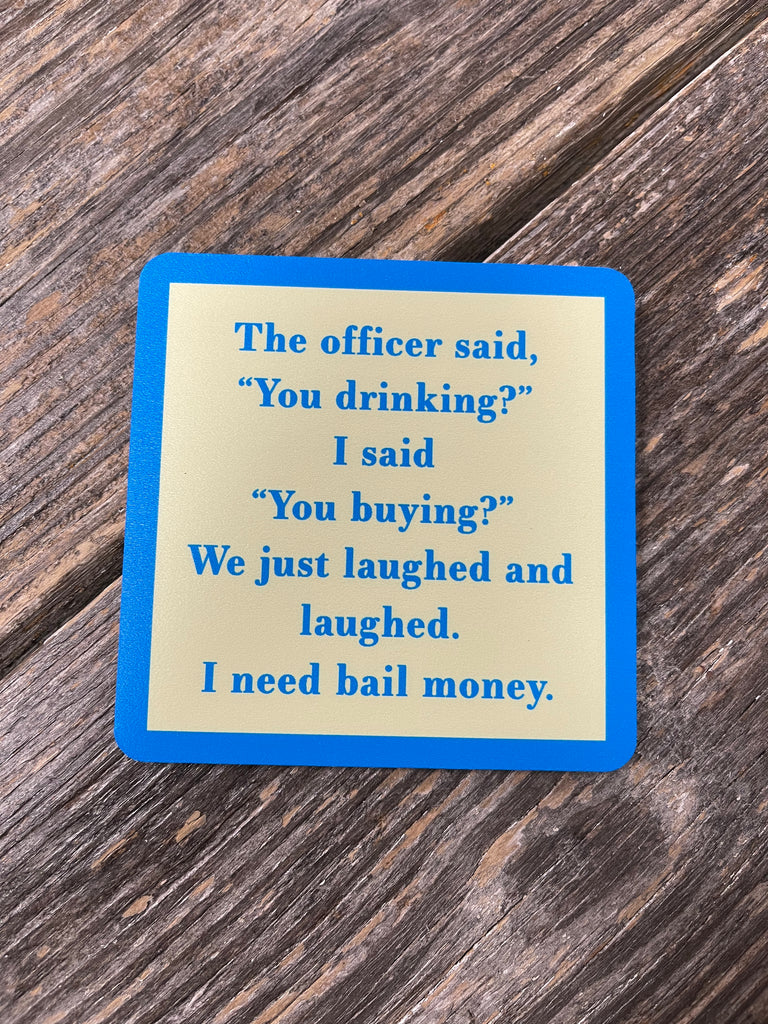 The officer said,
“You drinking?”
I said
“You buying?”
We just laughed and
laughed.
I need bail money.